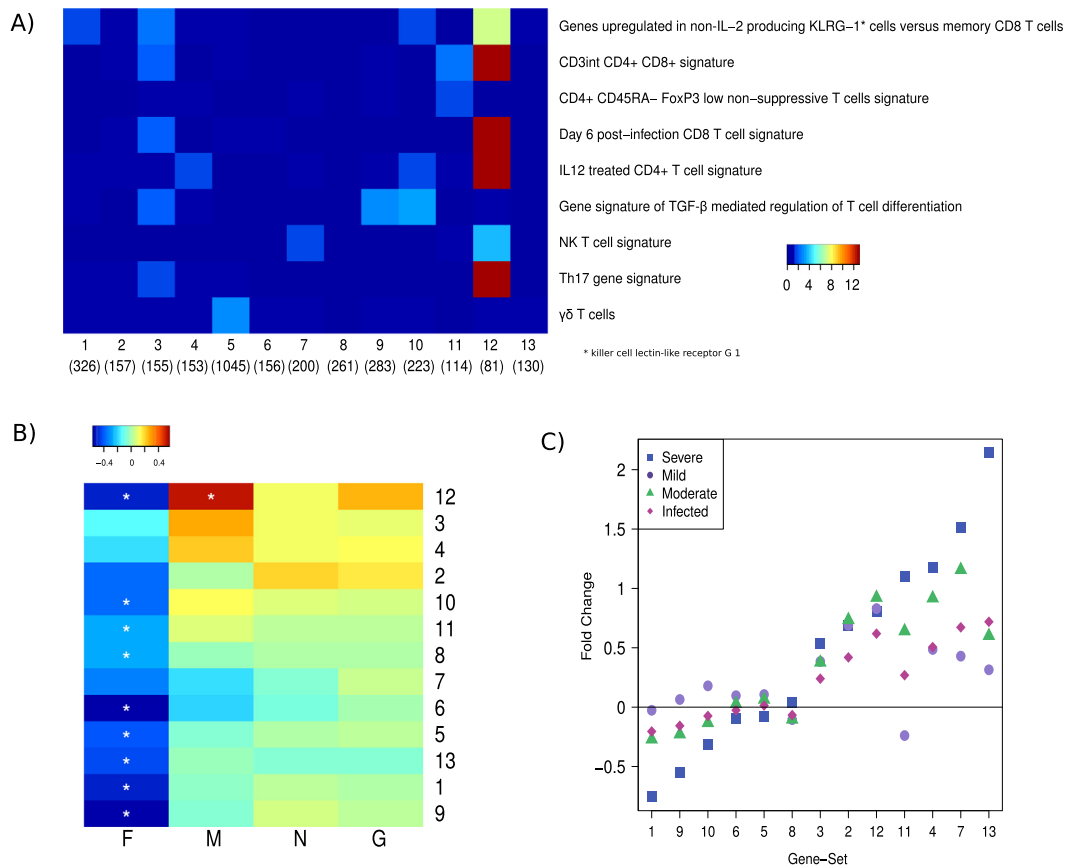 A)
Genes upregulated in non−IL−2 producing KLRG−1* cells versus memory CD8 T cells
CD3int CD4+ CD8+ signature
CD4+ CD45RA− FoxP3 low non−suppressive T cells signature
Day 6 post−infection CD8 T cell signature
IL12 treated CD4+ T cell signature
Gene signature of TGF-β mediated regulation of T cell differentiation
NK T cell signature
Th17 gene signature
γδ T cells
0 4 8 12
1 2 3 4 5 6 7 8 9 10 11 12 13
(326) (157) (155) (153) (1045) (156) (200) (261) (283) (223) (114) (81) (130)
* killer cell lectin-like receptor G 1
B)
−0.4 0 0.4
* * 12
3
4
2
* 10
* 11
* 8
7
* 6
* 5
* 13
* 1
* 9
F M N G
C)
Severe
Mild
Moderate
Infected
Fold Change
2
1.5
1
0.5
0
−0.5
1 9 10 6 5 8 3 2 12 11 4 7 13
Gene−Set